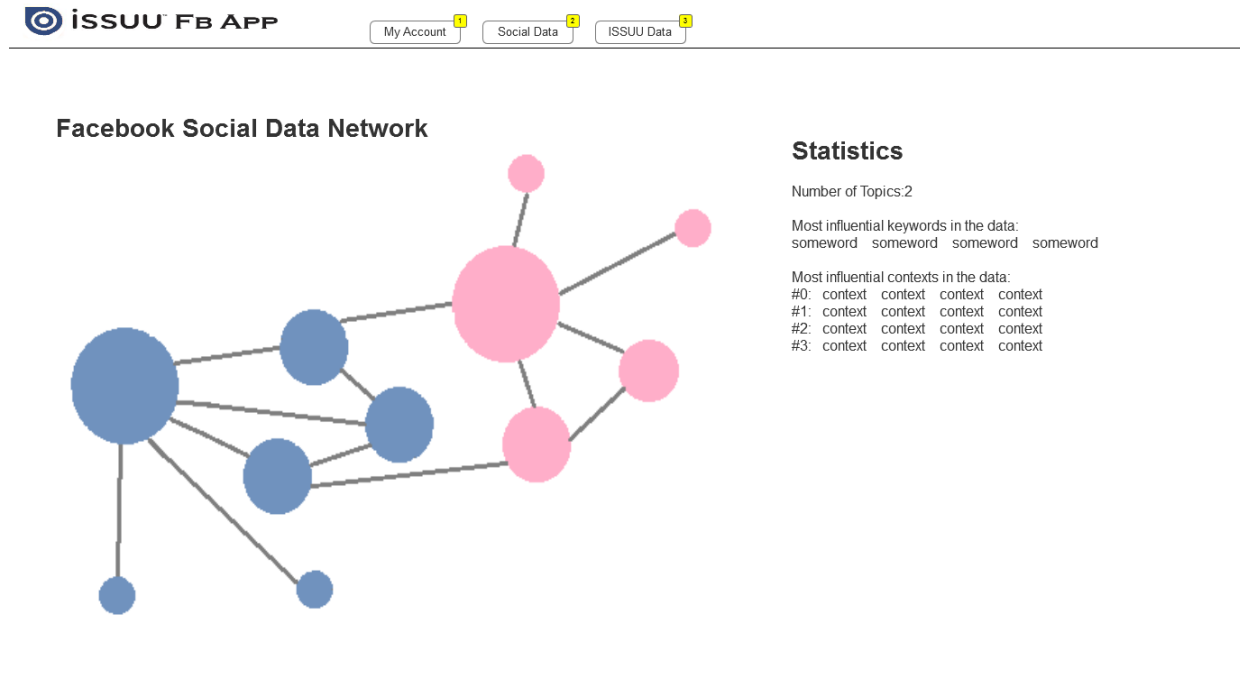 issuu™ FB APP
My Account 1 Social Data 2 ISSUU Data 3
Facebook Social Data Network
Statistics
Number of Topics:2
Most influential keywords in the data:
someword someword someword someword
Most influential contexts in the data:
#0: context context context context
#1: context context context context
#2: context context context context
#3: context context context context